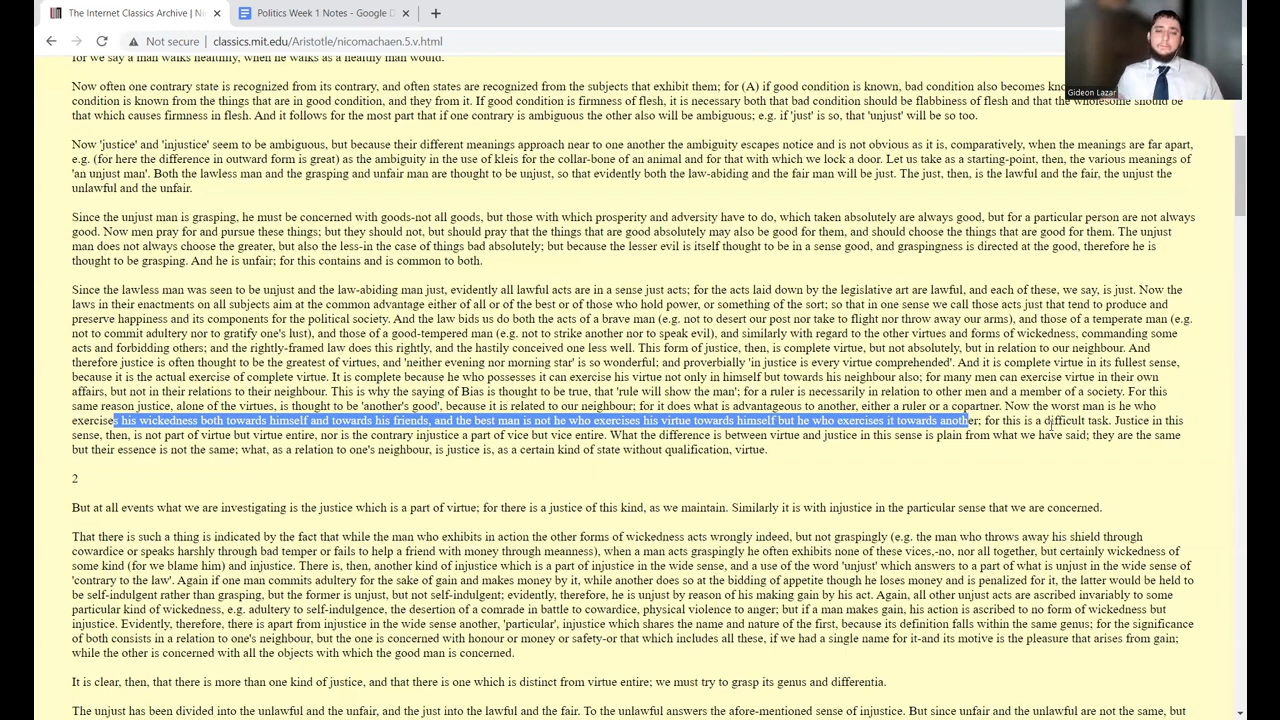 The Internet Classics Archive | Ni
Politics Week 1 Notes - Google D
Not secure | classics.mit.edu/Aristotle/nicomachaen.5.v.html
Gideon Lazar
for we say a man walks healthily, when he walks as a healthy man would.
Now often one contrary state is recognized from its contrary, and often states are recognized from the subjects that exhibit them; for (A) if good condition is known, bad condition also becomes
condition is known from the things that are in good condition, and they from it. If good condition is firmness of flesh, it is necessary both that bad condition should be flabbiness of flesh and that the wholesome should be
that which causes firmness in flesh. And it follows for the most part that if one contrary is ambiguous the other also will be ambiguous; e.g. if 'just' is so, that 'unjust' will be so too.
Now 'justice' and 'injustice' seem to be ambiguous, but because their different meanings approach near to one another the ambiguity escapes notice and is not obvious as it is, comparatively, when the meanings are far apart,
e.g. (for here the difference in outward form is great) as the ambiguity in the use of kleis for the collar-bone of an animal and for that with which we lock a door. Let us take as a starting-point, then, the various meanings of
'an unjust man'. Both the lawless man and the grasping and unfair man are thought to be unjust, so that evidently both the law-abiding and the fair man will be just. The just, then, is the lawful and the fair, the unjust the
unlawful and the unfair.
Since the unjust man is grasping, he must be concerned with goods-not all goods, but those with which prosperity and adversity have to do, which taken absolutely are always good, but for a particular person are not always
good. Now men pray for and pursue these things; but they should not, but should pray that the things that are good absolutely may also be good for them, and should choose the things that are good for them. The unjust
man does not always choose the greater, but also the less-in the case of things bad absolutely; but because the lesser evil is itself thought to be in a sense good, and graspingness is directed at the good, therefore he is
thought to be grasping. And he is unfair; for this contains and is common to both.
Since the lawless man was seen to be unjust and the law-abiding man just, evidently all lawful acts are in a sense just acts; for the acts laid down by the legislative art are lawful, and each of these, we say, is just. Now the
laws in their enactments on all subjects aim at the common advantage either of all or of the best or of those who hold power, or something of the sort; so that in one sense we call those acts just that tend to produce and
preserve happiness and its components for the political society. And the law bids us do both the acts of a brave man (e.g. not to desert our post nor take to flight nor throw away our arms), and those of a temperate man (e.g.
not to commit adultery nor to gratify one's lust), and those of a good-tempered man (e.g. not to strike another nor to speak evil), and similarly with regard to the other virtues and forms of wickedness, commanding some
acts and forbidding others; and the rightly-framed law does this rightly, and the hastily conceived one less well. This form of justice, then, is complete virtue, but not absolutely, but in relation to our neighbour. And
therefore justice is often thought to be the greatest of virtues, and 'neither evening nor morning star' is so wonderful; and proverbially 'in justice is every virtue comprehended'. And it is complete virtue in its fullest sense,
because it is the actual exercise of complete virtue. It is complete because he who possesses it can exercise his virtue not only in himself but towards his neighbour also; for many men can exercise virtue in their own
affairs, but not in their relations to their neighbour. This is why the saying of Bias is thought to be true, that 'rule will show the man'; for a ruler is necessarily in relation to other men and a member of a society. For this
same reason justice, alone of the virtues, is thought to be 'another's good', because it is related to our neighbour; for it does what is advantageous to another, either a ruler or a copartner. Now the worst man is he who
exercises his wickedness both towards himself and towards his friends, and the best man is not he who exercises his virtue towards himself but he who exercises it towards another; for this is a difficult task. Justice in this
sense, then, is not part of virtue but virtue entire, nor is the contrary injustice a part of vice but vice entire. What the difference is between virtue and justice in this sense is plain from what we have said; they are the same
but their essence is not the same; what, as a relation to one's neighbour, is justice is, as a certain kind of state without qualification, virtue.
2
But at all events what we are investigating is the justice which is a part of virtue; for there is a justice of this kind, as we maintain. Similarly it is with injustice in the particular sense that we are concerned.
That there is such a thing is indicated by the fact that while the man who exhibits in action the other forms of wickedness acts wrongly indeed, but not graspingly (e.g. the man who throws away his shield through
cowardice or speaks harshly through bad temper or fails to help a friend with money through meanness), when a man acts graspingly he often exhibits none of these vices,-no, nor all together, but certainly wickedness of
some kind (for we blame him) and injustice. There is, then, another kind of injustice which is a part of injustice in the wide sense, and a use of the word 'unjust' which answers to a part of what is unjust in the wide sense of
'contrary to the law'. Again if one man commits adultery for the sake of gain and makes money by it, while another does so at the bidding of appetite though he loses money and is penalized for it, the latter would be held to
be self-indulgent rather than grasping, but the former is unjust, but not self-indulgent; evidently, therefore, he is unjust by reason of his making gain by his act. Again, all other unjust acts are ascribed invariably to some
particular kind of wickedness, e.g. adultery to self-indulgence, the desertion of a comrade in battle to cowardice, physical violence to anger; but if a man makes gain, his action is ascribed to no form of wickedness but
injustice. Evidently, therefore, there is apart from injustice in the wide sense another, 'particular', injustice which shares the name and nature of the first, because its definition falls within the same genus; for the significance
of both consists in a relation to one's neighbour, but the one is concerned with honour or money or safety-or that which includes all these, if we had a single name for it-and its motive is the pleasure that arises from gain;
while the other is concerned with all the objects with which the good man is concerned.
It is clear, then, that there is more than one kind of justice, and that there is one which is distinct from virtue entire; we must try to grasp its genus and differentia.
The unjust has been divided into the unlawful and the unfair, and the just into the lawful and the fair. To the unlawful answers the afore-mentioned sense of injustice. But since unfair and the unlawful are not the same, but